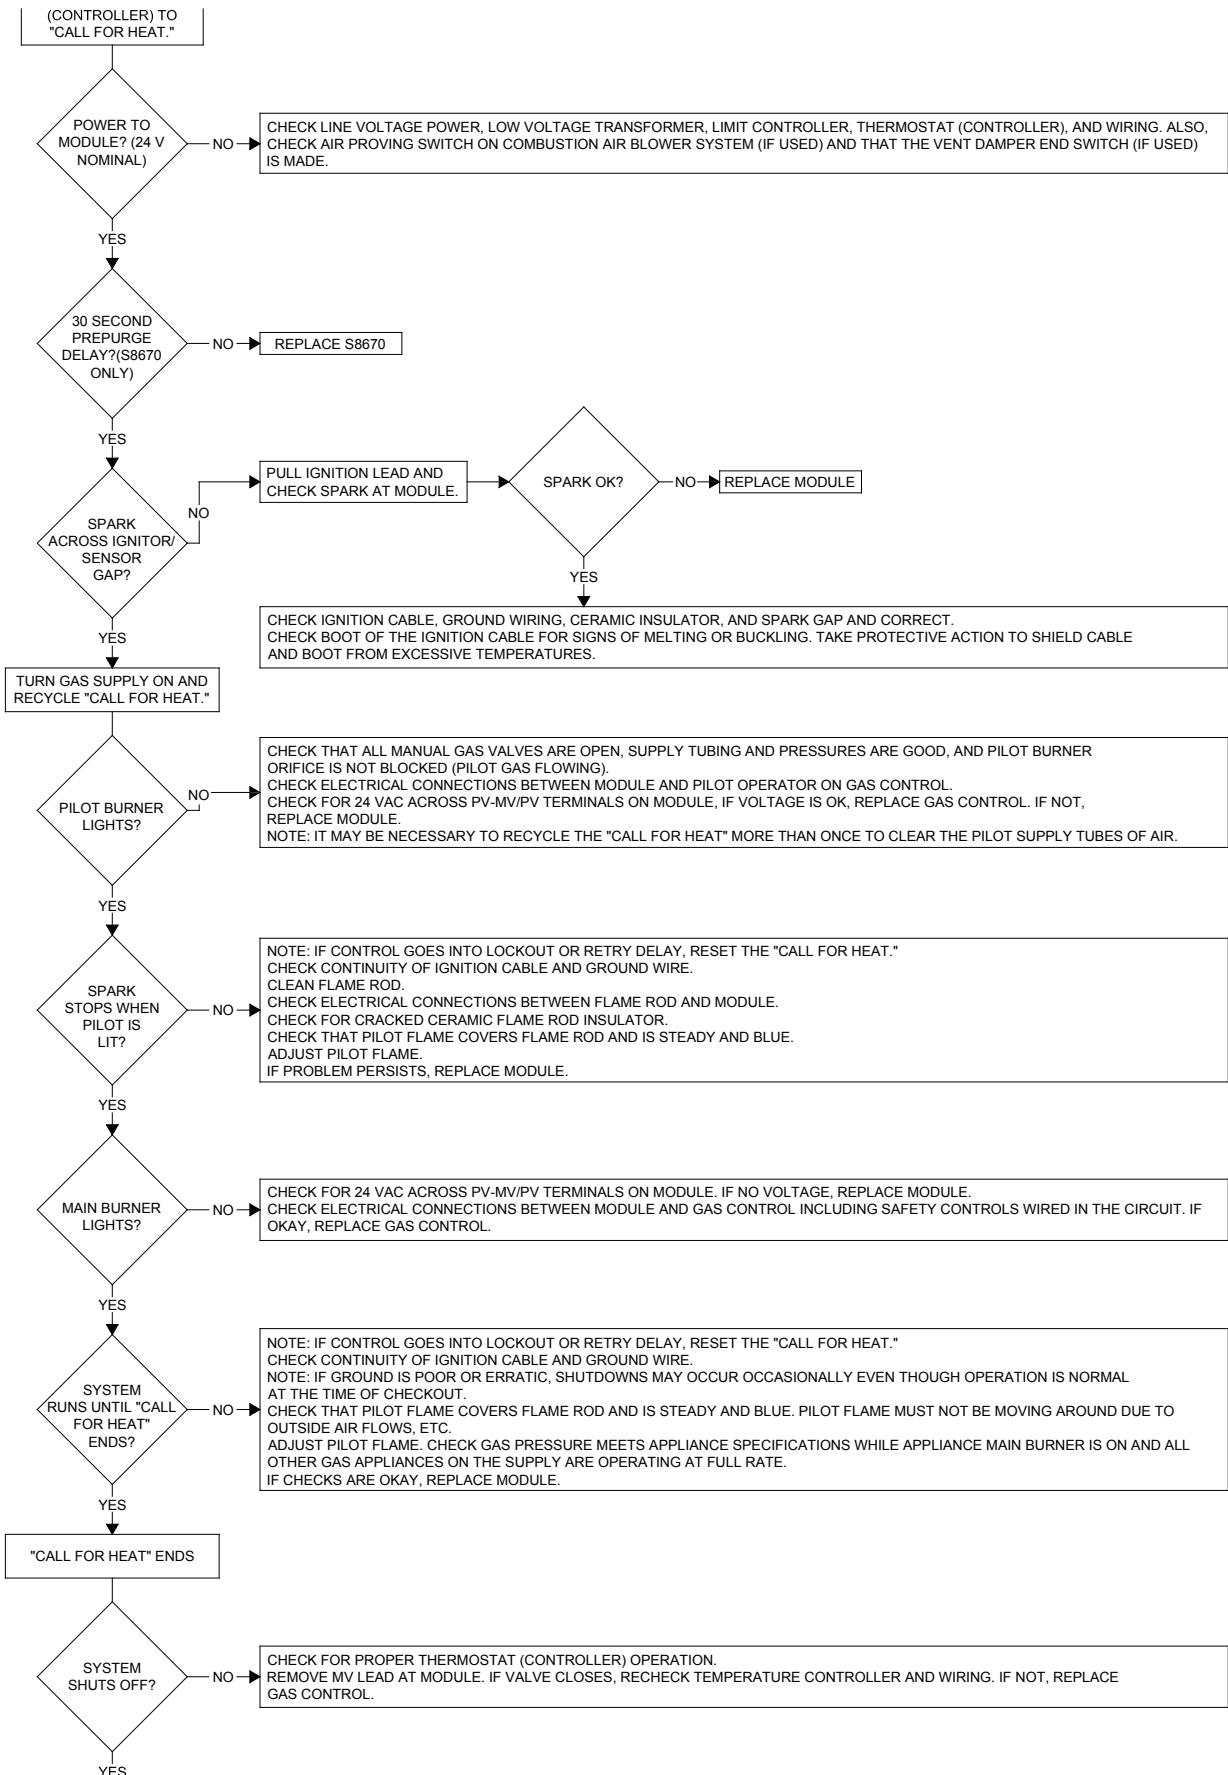 (CONTROLLER) TO
"CALL FOR HEAT."
POWER TO
MODULE? (24 V
NOMINAL)
NO
CHECK LINE VOLTAGE POWER, LOW VOLTAGE TRANSFORMER, LIMIT CONTROLLER, THERMOSTAT (CONTROLLER), AND WIRING. ALSO,
CHECK AIR PROVING SWITCH ON COMBUSTION AIR BLOWER SYSTEM (IF USED) AND THAT THE VENT DAMPER END SWITCH (IF USED)
IS MADE.
YES
30 SECOND
PREPURGE
DELAY?(S8670
ONLY)
NO
REPLACE S8670
YES
SPARK
ACROSS IGNITOR/
SENSOR
GAP?
NO
PULL IGNITION LEAD AND
CHECK SPARK AT MODULE.
SPARK OK?
NO
REPLACE MODULE
YES
CHECK IGNITION CABLE, GROUND WIRING, CERAMIC INSULATOR, AND SPARK GAP AND CORRECT.
CHECK BOOT OF THE IGNITION CABLE FOR SIGNS OF MELTING OR BUCKLING. TAKE PROTECTIVE ACTION TO SHIELD CABLE
AND BOOT FROM EXCESSIVE TEMPERATURES.
YES
TURN GAS SUPPLY ON AND
RECYCLE "CALL FOR HEAT."
PILOT BURNER
LIGHTS?
NO
CHECK THAT ALL MANUAL GAS VALVES ARE OPEN, SUPPLY TUBING AND PRESSURES ARE GOOD, AND PILOT BURNER
ORIFICE IS NOT BLOCKED (PILOT GAS FLOWING).
CHECK ELECTRICAL CONNECTIONS BETWEEN MODULE AND PILOT OPERATOR ON GAS CONTROL.
CHECK FOR 24 VAC ACROSS PV-MV/PV TERMINALS ON MODULE, IF VOLTAGE IS OK, REPLACE GAS CONTROL. IF NOT,
REPLACE MODULE.
NOTE: IT MAY BE NECESSARY TO RECYCLE THE "CALL FOR HEAT" MORE THAN ONCE TO CLEAR THE PILOT SUPPLY TUBES OF AIR.
YES
SPARK
STOPS WHEN
PILOT IS
LIT?
NO
NOTE: IF CONTROL GOES INTO LOCKOUT OR RETRY DELAY, RESET THE "CALL FOR HEAT."
CHECK CONTINUITY OF IGNITION CABLE AND GROUND WIRE.
CLEAN FLAME ROD.
CHECK ELECTRICAL CONNECTIONS BETWEEN FLAME ROD AND MODULE.
CHECK FOR CRACKED CERAMIC FLAME ROD INSULATOR.
CHECK THAT PILOT FLAME COVERS FLAME ROD AND IS STEADY AND BLUE.
ADJUST PILOT FLAME.
IF PROBLEM PERSISTS, REPLACE MODULE.
YES
MAIN BURNER
LIGHTS?
NO
CHECK FOR 24 VAC ACROSS PV-MV/PV TERMINALS ON MODULE. IF NO VOLTAGE, REPLACE MODULE.
CHECK ELECTRICAL CONNECTIONS BETWEEN MODULE AND GAS CONTROL INCLUDING SAFETY CONTROLS WIRED IN THE CIRCUIT. IF
OKAY, REPLACE GAS CONTROL.
YES
SYSTEM
RUNS UNTIL "CALL
FOR HEAT"
ENDS?
NO
NOTE: IF CONTROL GOES INTO LOCKOUT OR RETRY DELAY, RESET THE "CALL FOR HEAT."
CHECK CONTINUITY OF IGNITION CABLE AND GROUND WIRE.
NOTE: IF GROUND IS POOR OR ERRATIC, SHUTDOWNS MAY OCCUR OCCASIONALLY EVEN THOUGH OPERATION IS NORMAL
AT THE TIME OF CHECKOUT.
CHECK THAT PILOT FLAME COVERS FLAME ROD AND IS STEADY AND BLUE. PILOT FLAME MUST NOT BE MOVING AROUND DUE TO
OUTSIDE AIR FLOWS, ETC.
ADJUST PILOT FLAME. CHECK GAS PRESSURE MEETS APPLIANCE SPECIFICATIONS WHILE APPLIANCE MAIN BURNER IS ON AND ALL
OTHER GAS APPLIANCES ON THE SUPPLY ARE OPERATING AT FULL RATE.
IF CHECKS ARE OKAY, REPLACE MODULE.
YES
"CALL FOR HEAT" ENDS
SYSTEM
SHUTS OFF?
NO
CHECK FOR PROPER THERMOSTAT (CONTROLLER) OPERATION.
REMOVE MV LEAD AT MODULE. IF VALVE CLOSES, RECHECK TEMPERATURE CONTROLLER AND WIRING. IF NOT, REPLACE
GAS CONTROL.
YES